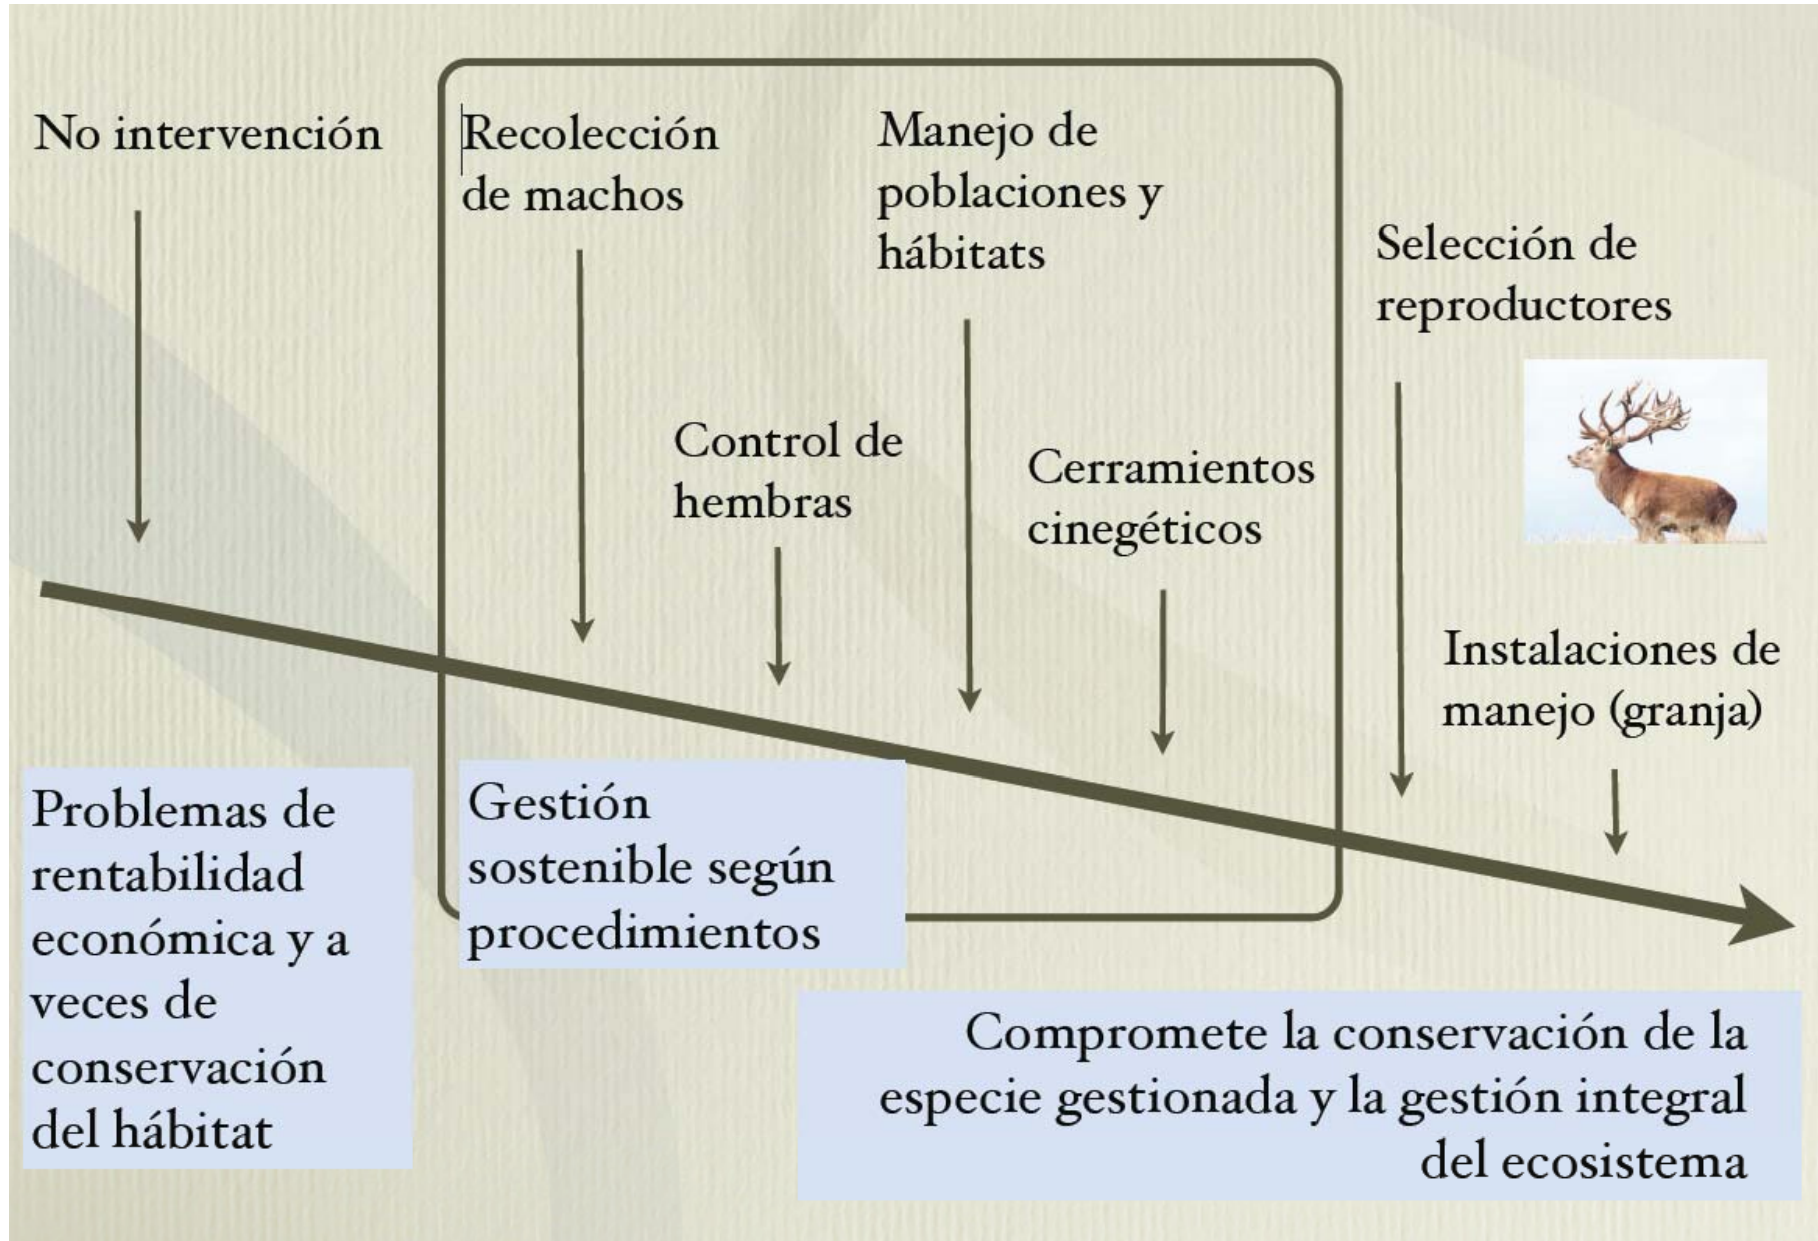 No intervención
Recolección
de machos
Manejo de
poblaciones y
hábitats
Selección de
reproductores
Control de
hembras
Cerramientos
cinegéticos
Instalaciones de
manejo (granja)
Problemas de
rentabilidad
económica y a
veces de
conservación
del hábitat
Gestión
sostenible según
procedimientos
Compromete la conservación de la
especie gestionada y la gestión integral
del ecosistema